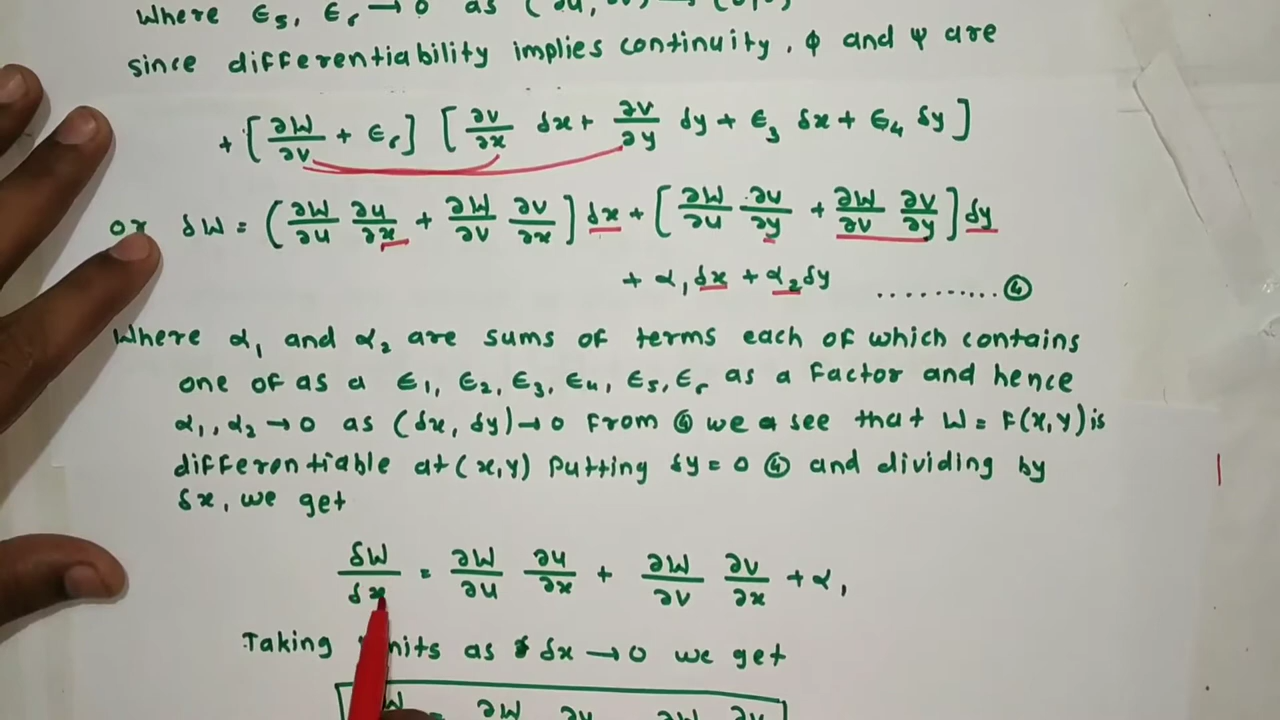 Where ϵ₅, ϵ₆ → 0 as (
since differentiability implies continuity, ϕ and ψ are
+ [∂W/∂v + ϵ₆] [∂v/∂x δx + ∂v/∂y δy + ϵ₃ δx + ϵ₄ δy]
or δW = (∂W/∂u ∂u/∂x + ∂W/∂v ∂v/∂x] δx + [∂W/∂u ∂u/∂y + ∂W/∂v ∂v/∂y] δy
+ α₁ δx + α₂ δy .......... ④
Where α₁ and α₂ are sums of terms each of which contains
one of as a ϵ₁, ϵ₂, ϵ₃, ϵ₄, ϵ₅, ϵ₆ as a factor and hence
α₁, α₂ → 0 as (δx, δy) → 0 From ④ we a see that W = F(x,y) is
differentiable at (x,y) Putting δy = 0 ④ and dividing by
δx, we get
δW/δx = ∂W/∂u ∂u/∂x + ∂W/∂v ∂v/∂x + α₁
Taking as δx → 0 we get